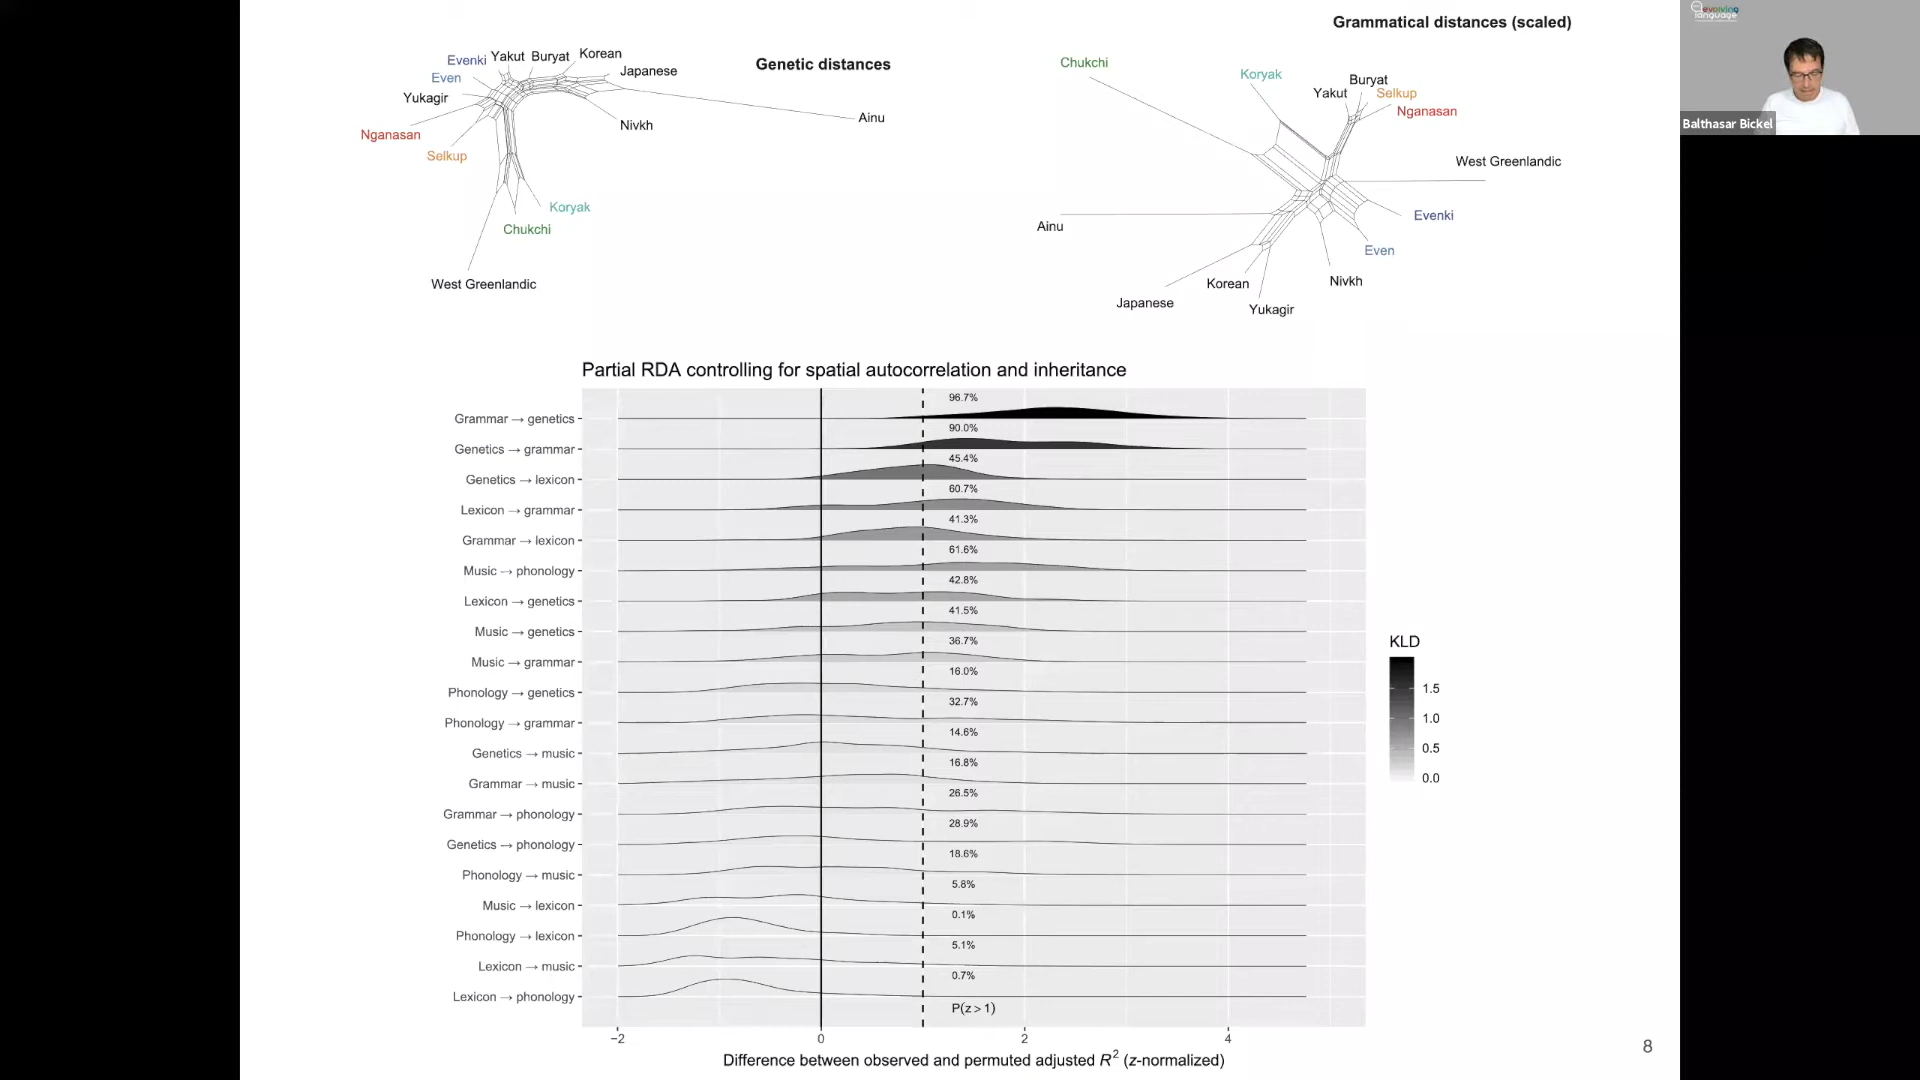 Genetic distances
Evenki
Yakut
Buryat
Korean
Even
Japanese
Yukagir
Ainu
Nivkh
Nganasan
Selkup
Koryak
Chukchi
West Greenlandic
Grammatical distances (scaled)
Chukchi
Koryak
Buryat
Yakut
Selkup
Nganasan
West Greenlandic
Evenki
Ainu
Even
Nivkh
Korean
Japanese
Yukagir
evolving
language
Balthasar Bickel
Partial RDA controlling for spatial autocorrelation and inheritance
Grammar → genetics 96.7%
Genetics → grammar 90.0%
Genetics → lexicon 45.4%
Lexicon → grammar 60.7%
Grammar → lexicon 41.3%
Music → phonology 61.6%
Lexicon → genetics 42.8%
Music → genetics 41.5%
Music → grammar 36.7%
Phonology → genetics 16.0%
Phonology → grammar 32.7%
Genetics → music 14.6%
Grammar → music 16.8%
Grammar → phonology 26.5%
Genetics → phonology 28.9%
Phonology → music 18.6%
Music → lexicon 5.8%
Phonology → lexicon 0.1%
Lexicon → music 5.1%
Lexicon → phonology 0.7%
P(z > 1)
−2 0 2 4
Difference between observed and permuted adjusted R² (z-normalized)
KLD
1.5
1.0
0.5
0.0
8